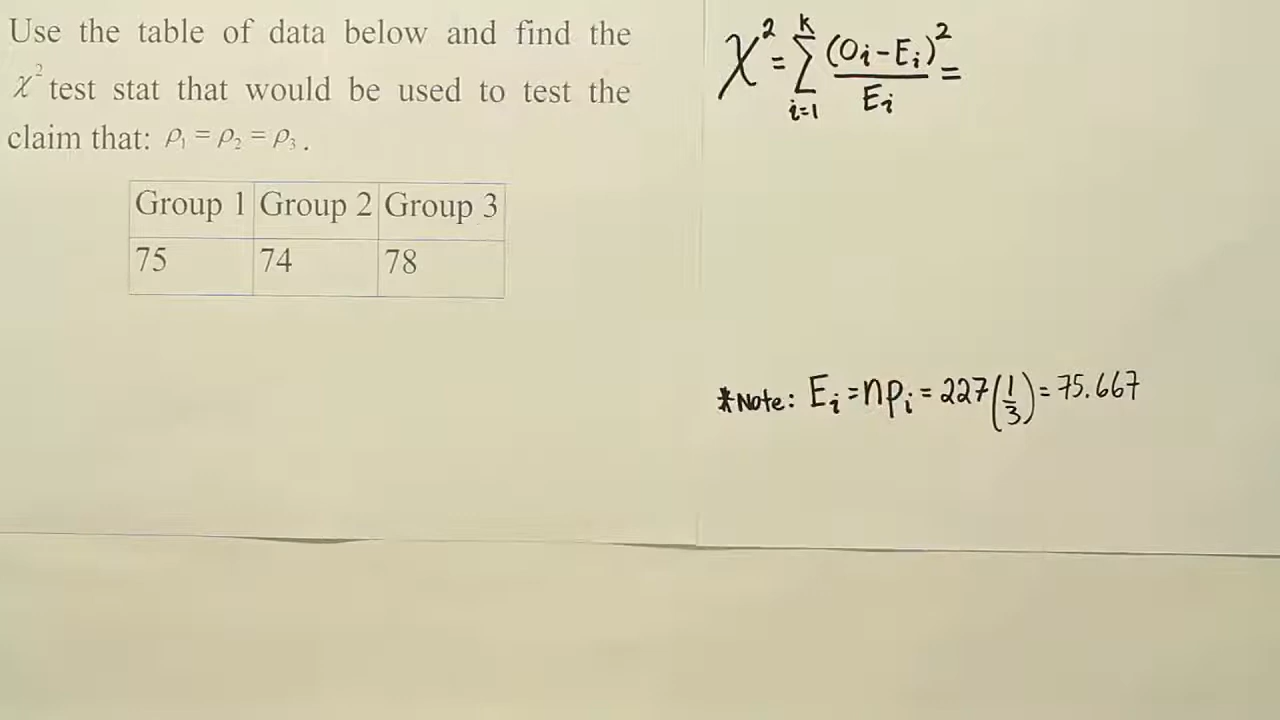 Use the table of data below and find the
χ² test stat that would be used to test the
claim that: ρ₁ = ρ₂ = ρ₃.
Group 1 Group 2 Group 3
75 74 78
χ² = Σ_{i=1}^{k} (Oᵢ-Eᵢ)²/Eᵢ =
*Note: Eᵢ = npᵢ = 227(1/3) = 75.667